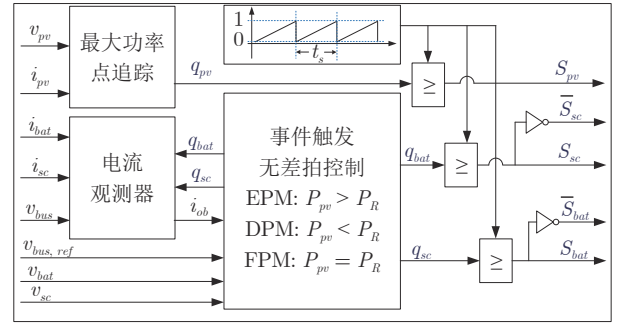 v_pv
i_pv
最大功率
点追踪
q_pv
1
0
t_s
≥
S_pv
i_bat
i_sc
v_bus
电流
观测器
q_bat
q_sc
i_ob
事件触发
无差拍控制
EPM: P_pv > P_R
DPM: P_pv < P_R
FPM: P_pv = P_R
q_bat
≥
S̅_sc
S_sc
q_sc
≥
S̅_bat
S_bat
v_bus, ref
v_bat
v_sc